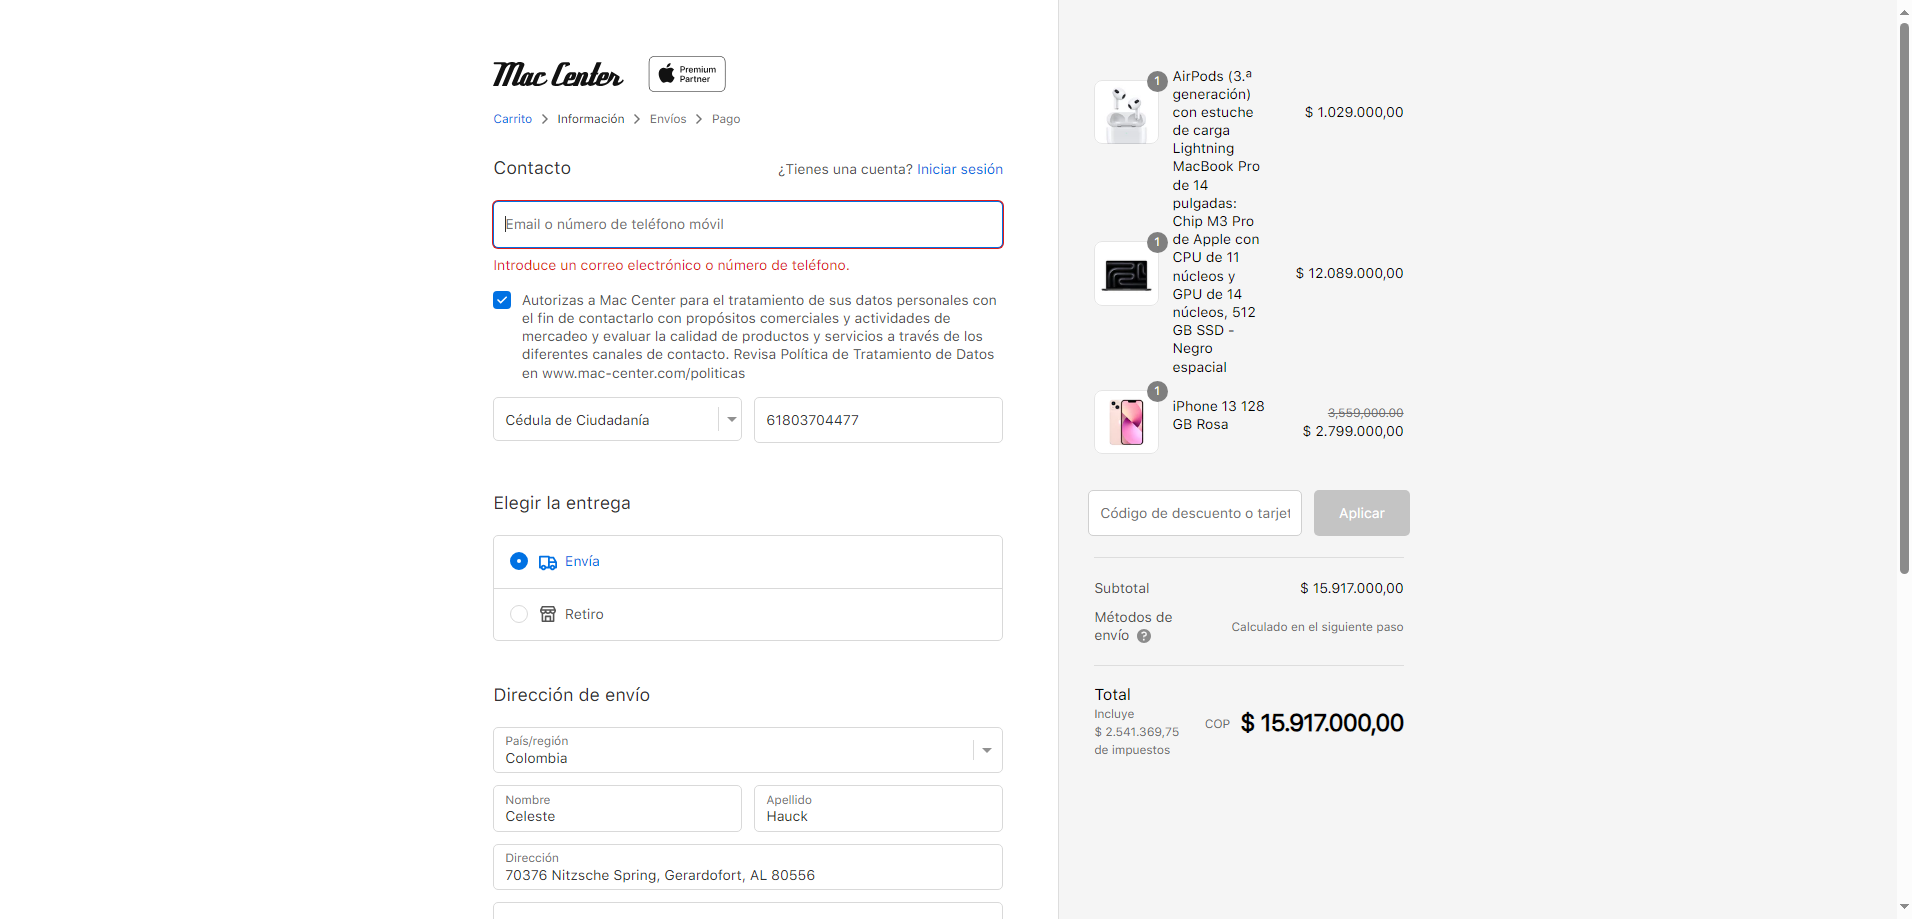 Mac Center
Premium
Partner
Carrito > Información > Envíos > Pago
Contacto
¿Tienes una cuenta? Iniciar sesión
Email o número de teléfono móvil
Introduce un correo electrónico o número de teléfono.
Autorizas a Mac Center para el tratamiento de sus datos personales con
el fin de contactarlo con propósitos comerciales y actividades de
mercadeo y evaluar la calidad de productos y servicios a través de los
diferentes canales de contacto. Revisa Política de Tratamiento de Datos
en www.mac-center.com/politicas
Cédula de Ciudadanía
61803704477
Elegir la entrega
Envía
Retiro
Dirección de envío
País/región
Colombia
Nombre
Celeste
Apellido
Hauck
Dirección
70376 Nitzsche Spring, Gerardofort, AL 80556
1
AirPods (3.ª
generación)
con estuche
de carga
Lightning
$ 1.029.000,00
1
MacBook Pro
de 14
pulgadas:
Chip M3 Pro
de Apple con
CPU de 11
núcleos y
GPU de 14
núcleos, 512
GB SSD -
Negro
espacial
$ 12.089.000,00
1
iPhone 13 128
GB Rosa
3,559,000.00
$ 2.799.000,00
Código de descuento o tarjet
Aplicar
Subtotal
$ 15.917.000,00
Métodos de
envío ?
Calculado en el siguiente paso
Total
Incluye
$ 2.541.369,75
de impuestos
COP $ 15.917.000,00